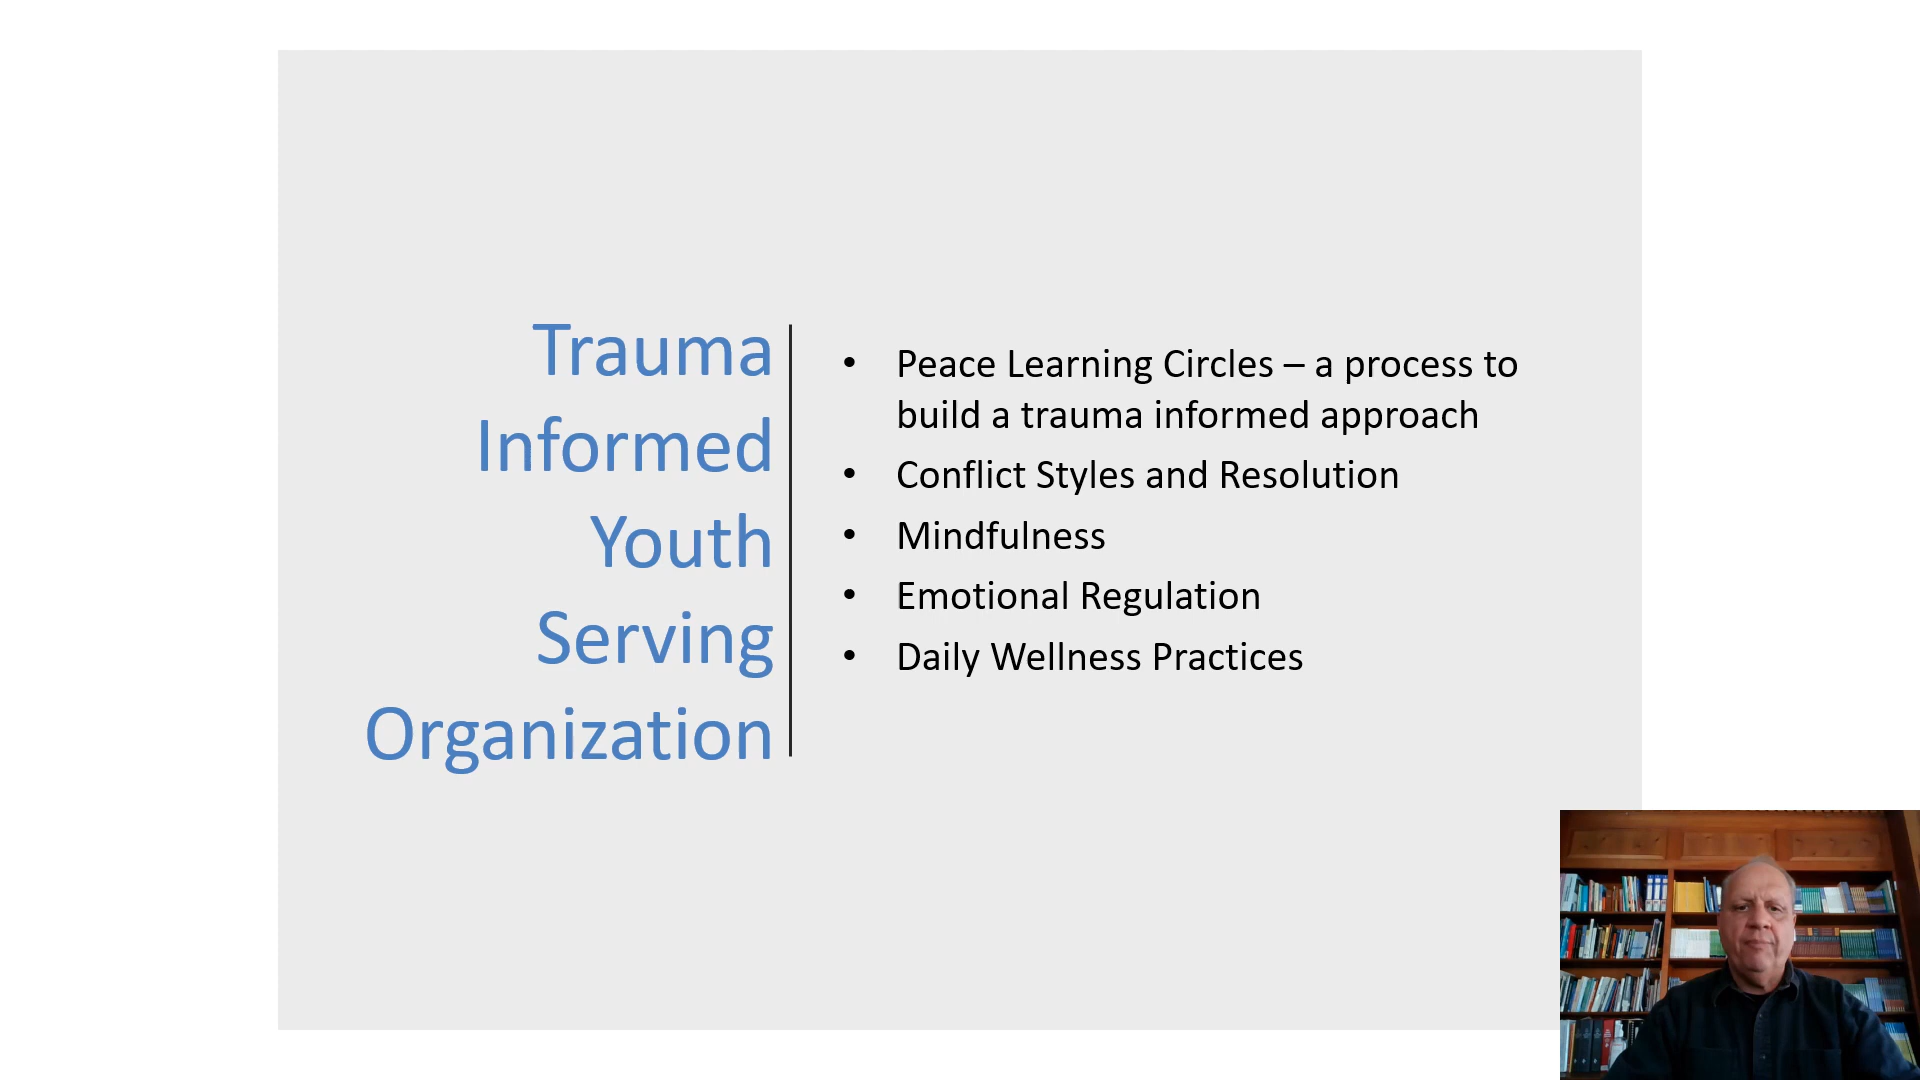 Trauma
Informed
Youth
Serving
Organization
• Peace Learning Circles – a process to
build a trauma informed approach
• Conflict Styles and Resolution
• Mindfulness
• Emotional Regulation
• Daily Wellness Practices